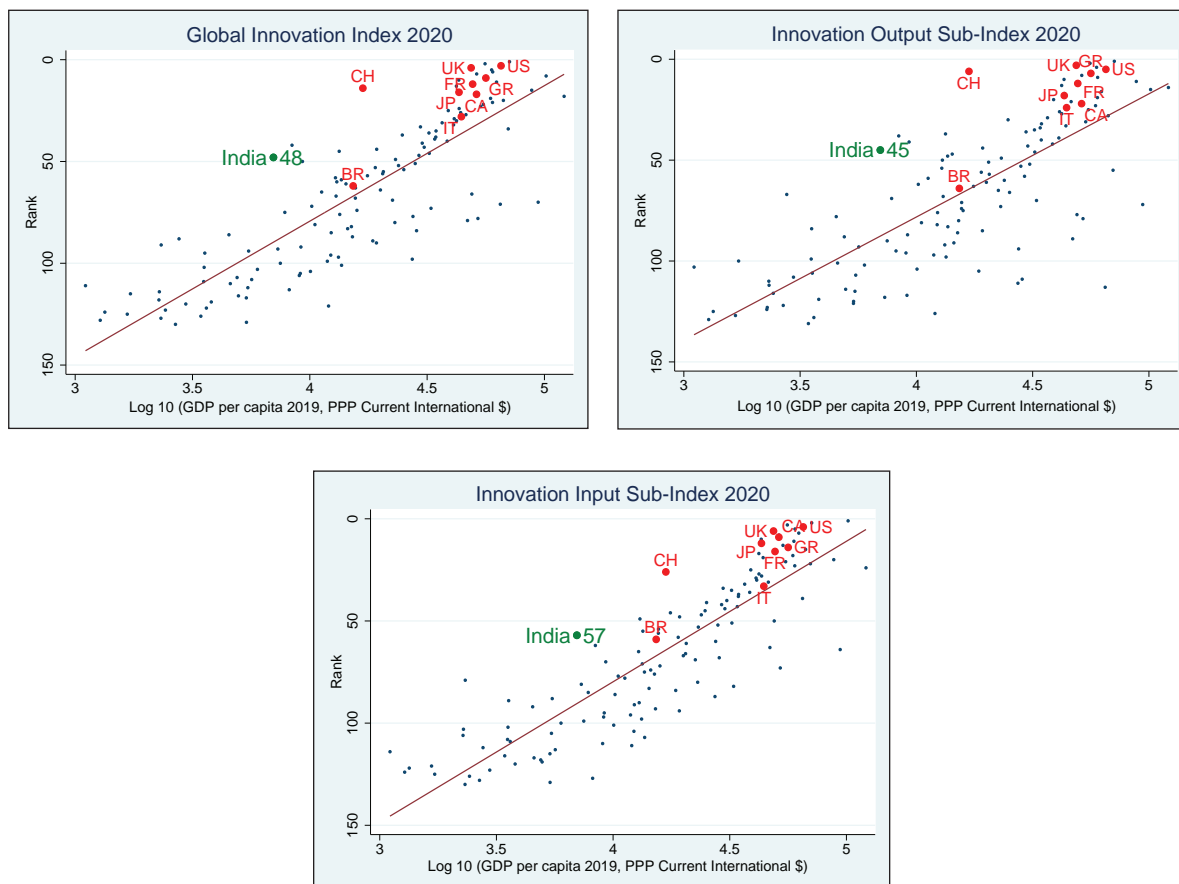 Global Innovation Index 2020
0
50
100
150
Rank
UK
US
CH
FR
GR
JP
CA
IT
India 48
BR
3
3.5
4
4.5
5
Log 10 (GDP per capita 2019, PPP Current International $)
Innovation Output Sub-Index 2020
0
50
100
150
Rank
UK
GR
US
CH
JP
FR
IT
CA
India 45
BR
3
3.5
4
4.5
5
Log 10 (GDP per capita 2019, PPP Current International $)
Innovation Input Sub-Index 2020
0
50
100
150
Rank
UK
CA
US
JP
GR
CH
FR
IT
India 57
BR
3
3.5
4
4.5
5
Log 10 (GDP per capita 2019, PPP Current International $)